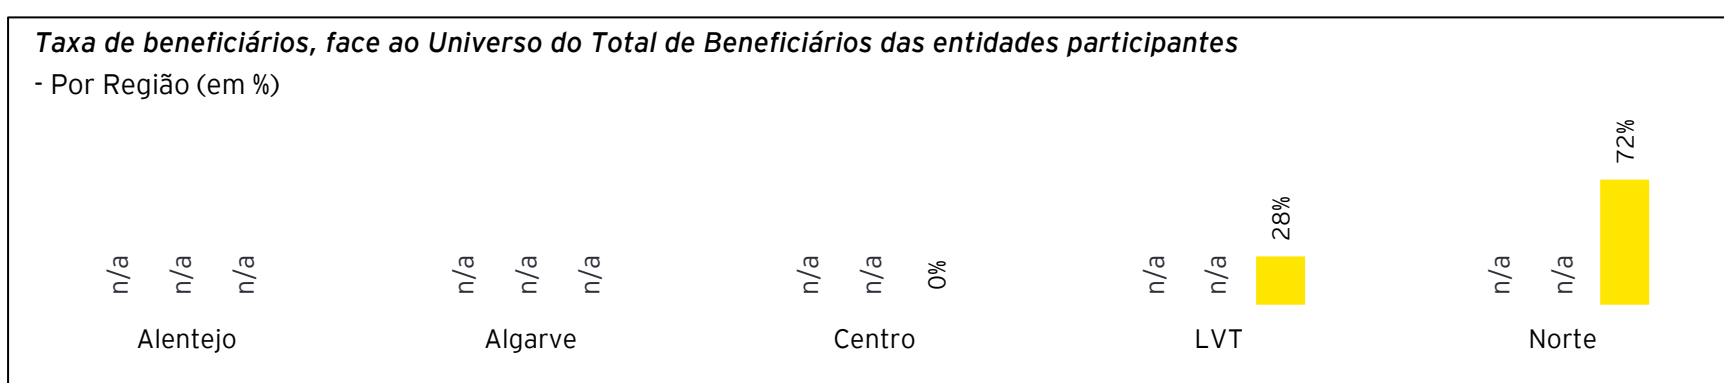 Taxa de beneficiários, face ao Universo do Total de Beneficiários das entidades participantes
- Por Região (em %)
n/a n/a n/a n/a n/a n/a n/a n/a 0% n/a n/a 28% n/a n/a 72%
Alentejo Algarve Centro LVT Norte